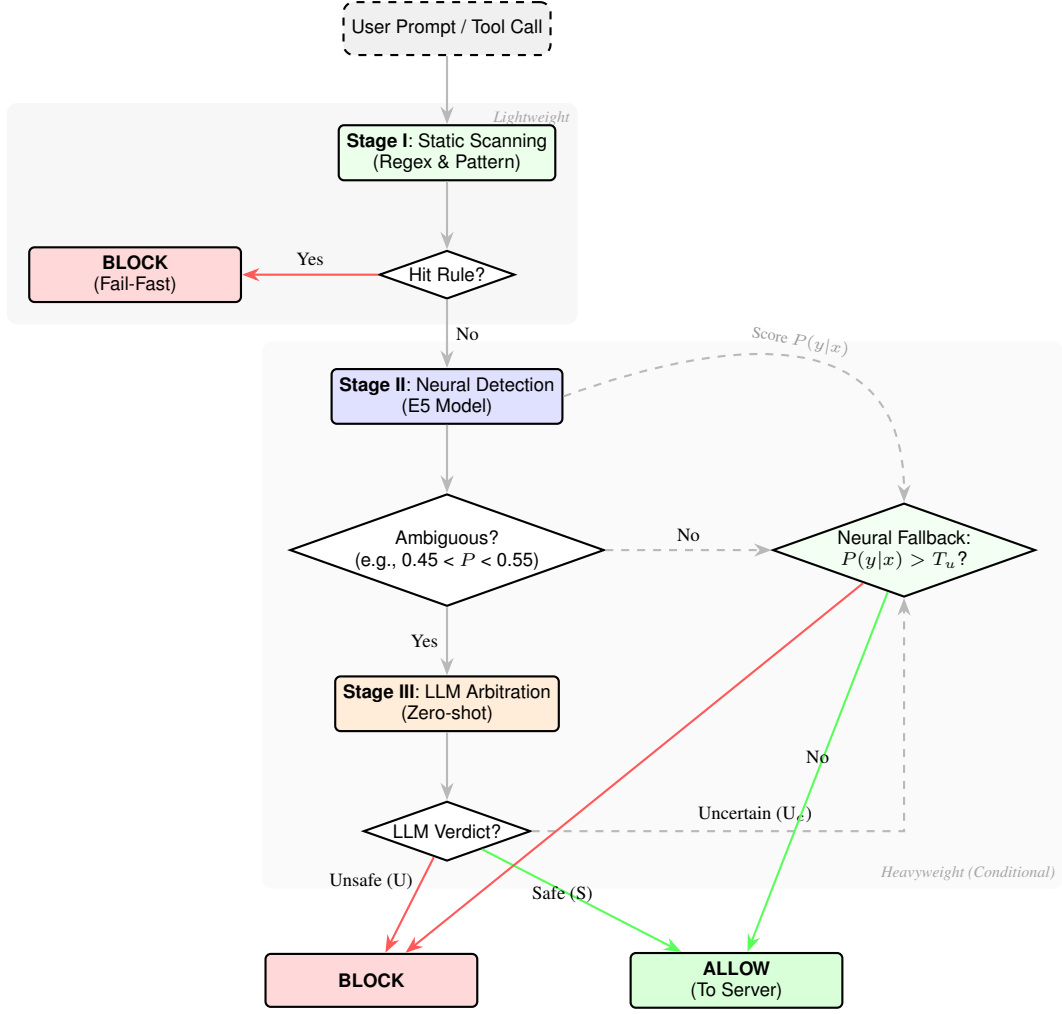 User Prompt / Tool Call
Lightweight
Stage I: Static Scanning
(Regex & Pattern)
BLOCK
(Fail-Fast)
Yes
Hit Rule?
No
Score P(y|x)
Stage II: Neural Detection
(E5 Model)
Ambiguous?
(e.g., 0.45 < P < 0.55)
No
Neural Fallback:
P(y|x) > Tᵤ?
Yes
Stage III: LLM Arbitration
(Zero-shot)
No
Uncertain (U_c)
LLM Verdict?
Heavyweight (Conditional)
Unsafe (U)
Safe (S)
BLOCK
ALLOW
(To Server)